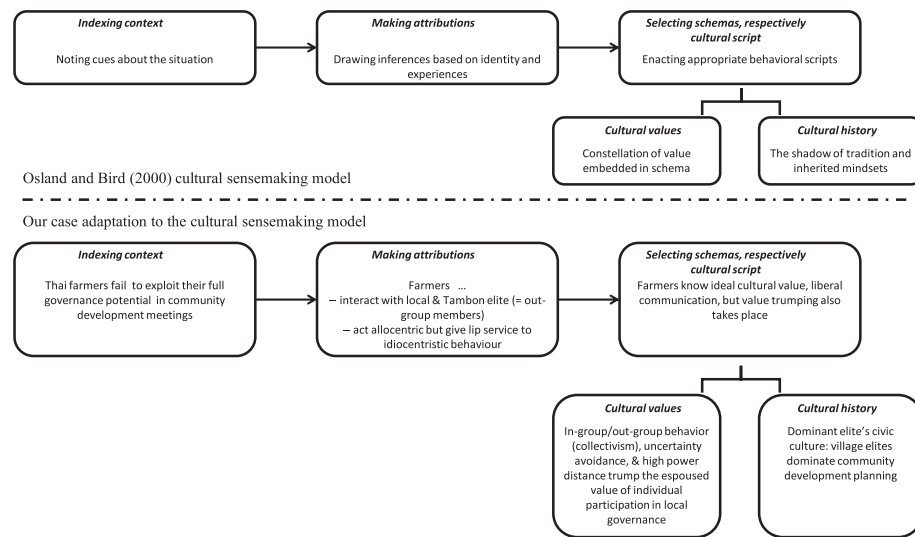 Indexing context
Noting cues about the situation
Making attributions
Drawing inferences based on identity and
experiences
Selecting schemas, respectively
cultural script
Enacting appropriate behavioral scripts
Cultural values
Constellation of value
embedded in schema
Cultural history
The shadow of tradition and
inherited mindsets
Osland and Bird (2000) cultural sensemaking model
Our case adaptation to the cultural sensemaking model
Indexing context
Thai farmers fail to exploit their full
governance potential in community
development meetings
Making attributions
Farmers ...
– interact with local & Tambon elite (= out-
group members)
– act allocentric but give lip service to
idiocentristic behaviour
Selecting schemas, respectively
cultural script
Farmers know ideal cultural value, liberal
communication, but value trumping also
takes place
Cultural values
In-group/out-group behavior
(collectivism), uncertainty
avoidance, & high power
distance trump the espoused
value of individual
participation in local
governance
Cultural history
Dominant elite's civic
culture: village elites
dominate community
development planning